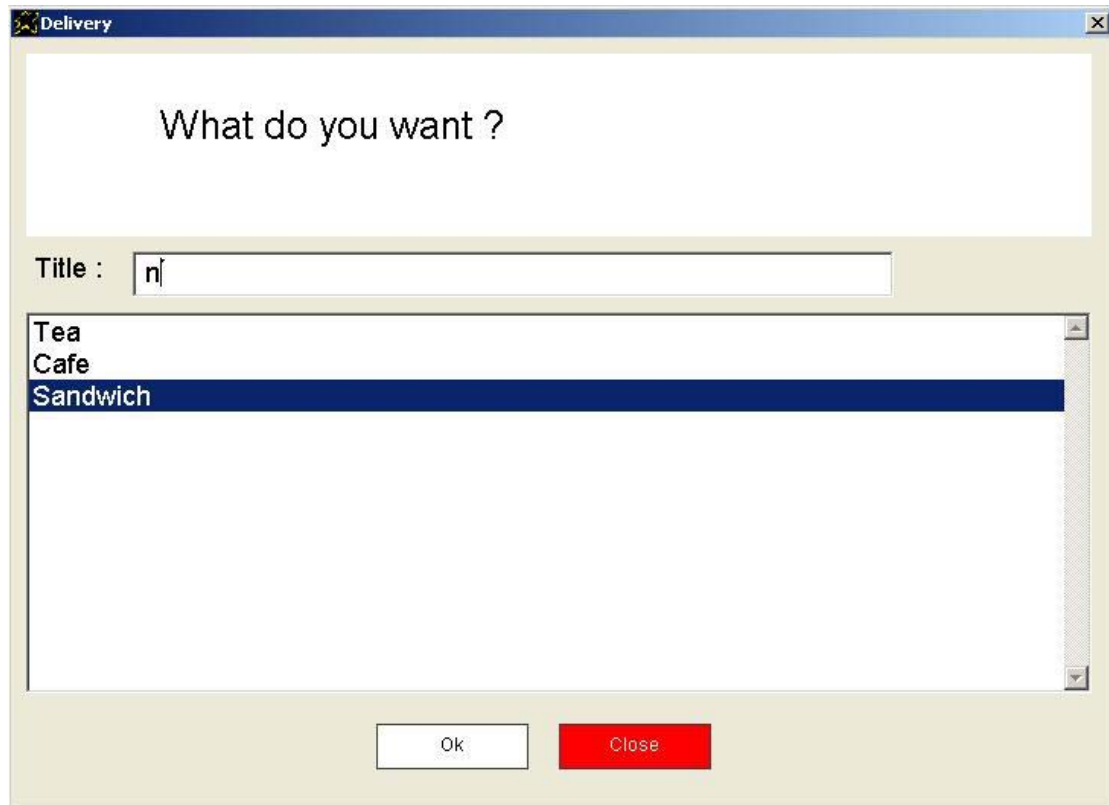 Delivery
What do you want ?
Title :
n
Tea
Cafe
Sandwich
Ok
Close